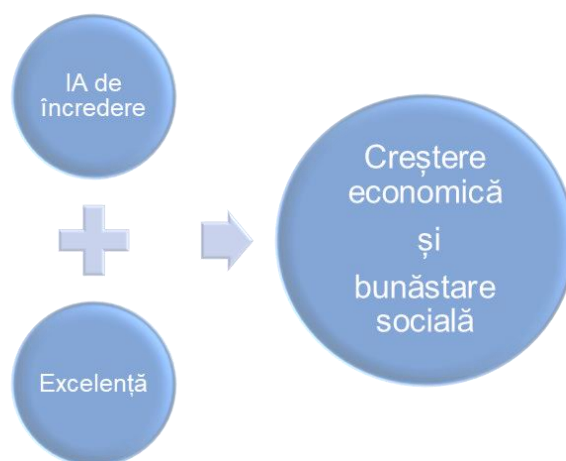 IA de
încredere
Creștere
economică
și
bunăstare
socială
Excelență